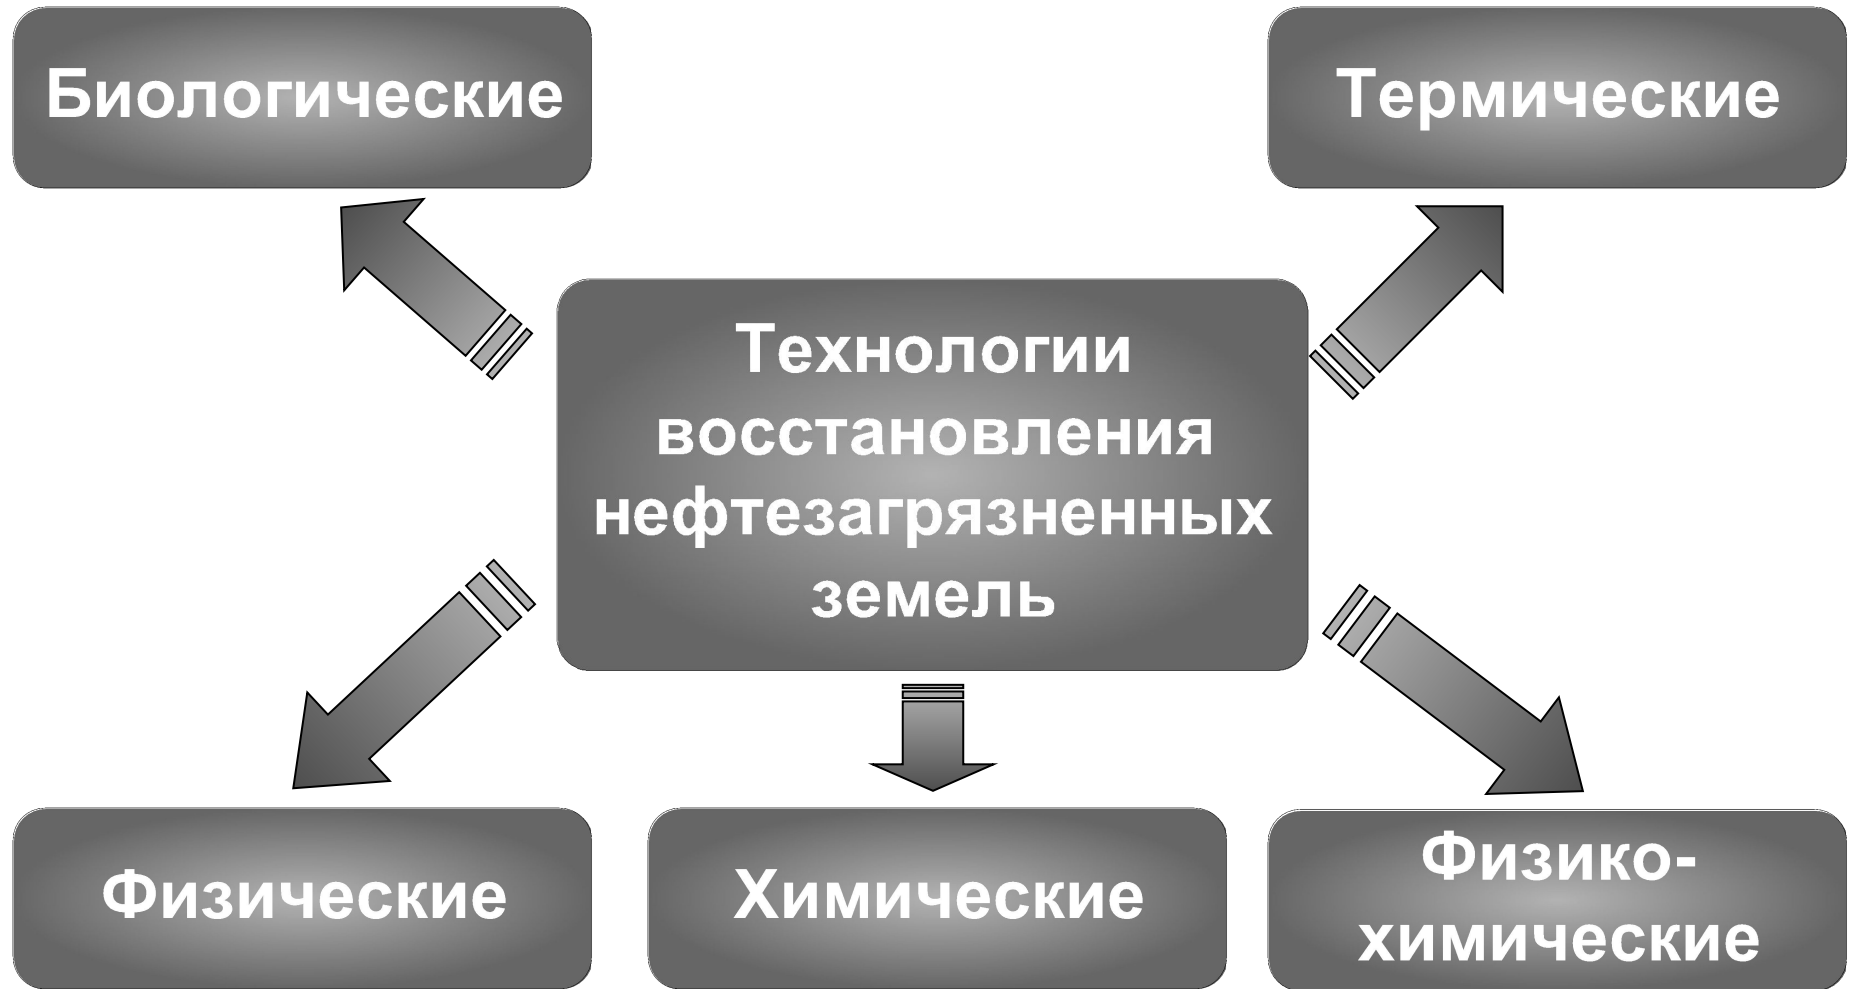 Биологические
Термические
Технологии
восстановления
нефтезагрязненных
земель
Физические
Химические
Физико-
химические